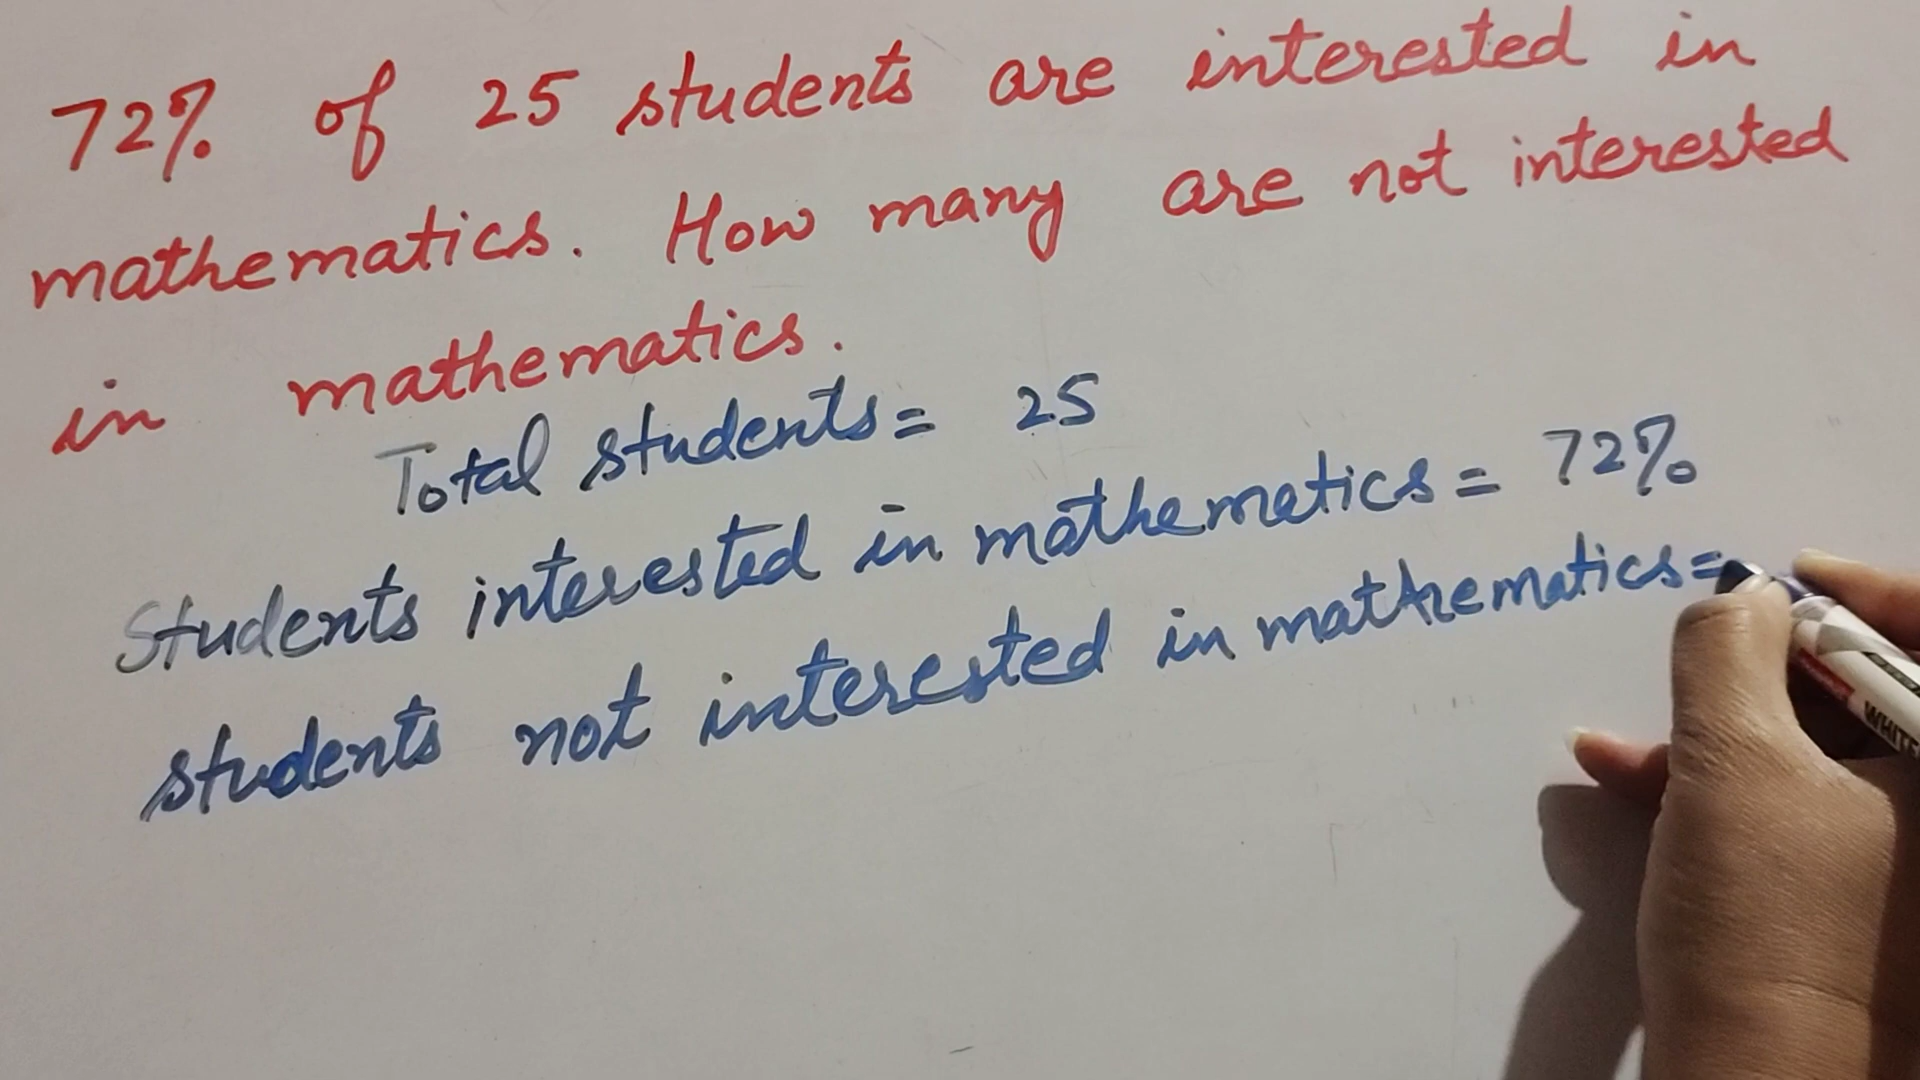 72% of 25 students are interested in
mathematics. How many are not interested
in mathematics.
Total students = 25
Students interested in mathematics = 72%
students not interested in mathematics =
WHITE